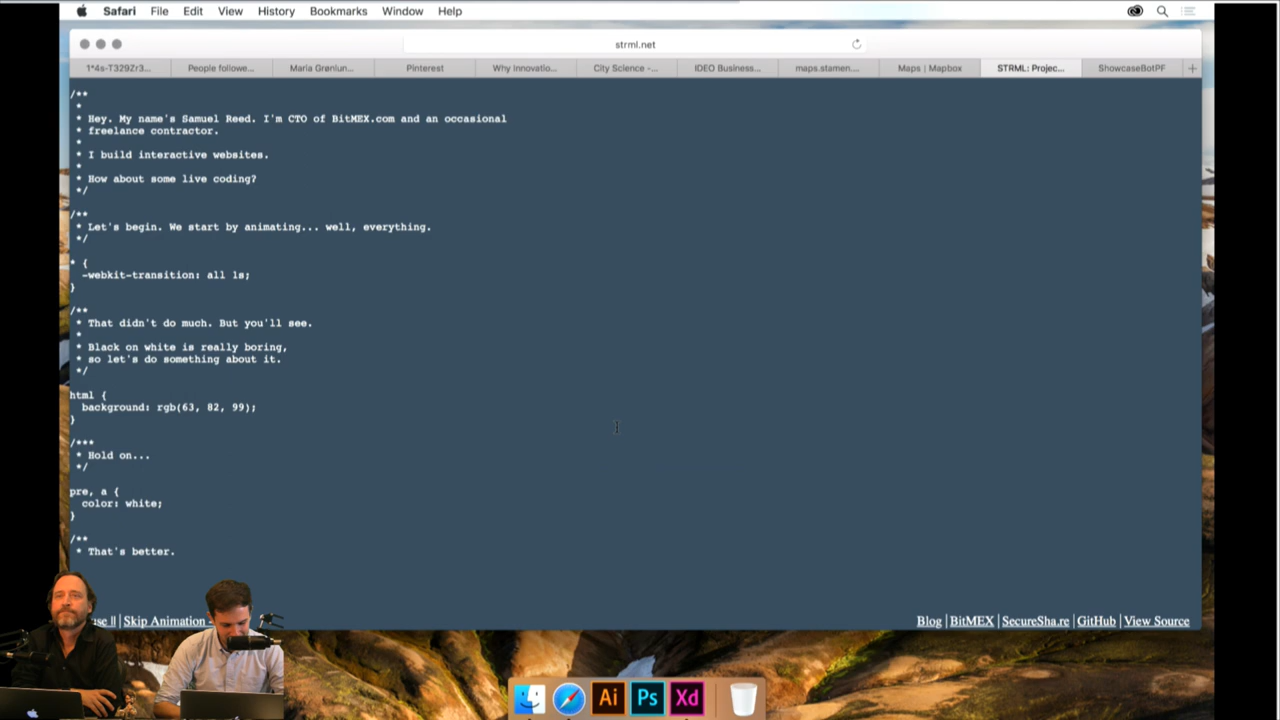 Safari File Edit View History Bookmarks Window Help
strml.net
1*4s-T329Zr3... People followe... Maria Grønlun... Pinterest Why Innovatio... City Science -... IDEO Business... maps.stamen.... Maps | Mapbox STRML: Projec... ShowcaseBotPF +
/**
*
* Hey. My name's Samuel Reed. I'm CTO of BitMEX.com and an occasional
* freelance contractor.
*
* I build interactive websites.
*
* How about some live coding?
*/
/**
* Let's begin. We start by animating... well, everything.
*/
* {
-webkit-transition: all 1s;
}
/**
* That didn't do much. But you'll see.
*
* Black on white is really boring,
* so let's do something about it.
*/
html {
background: rgb(63, 82, 99);
}
/***
* Hold on...
*/
pre, a {
color: white;
}
/**
* That's better.
use || | Skip Animation
Blog | BitMEX | SecureSha.re | GitHub | View Source
Ai Ps Xd